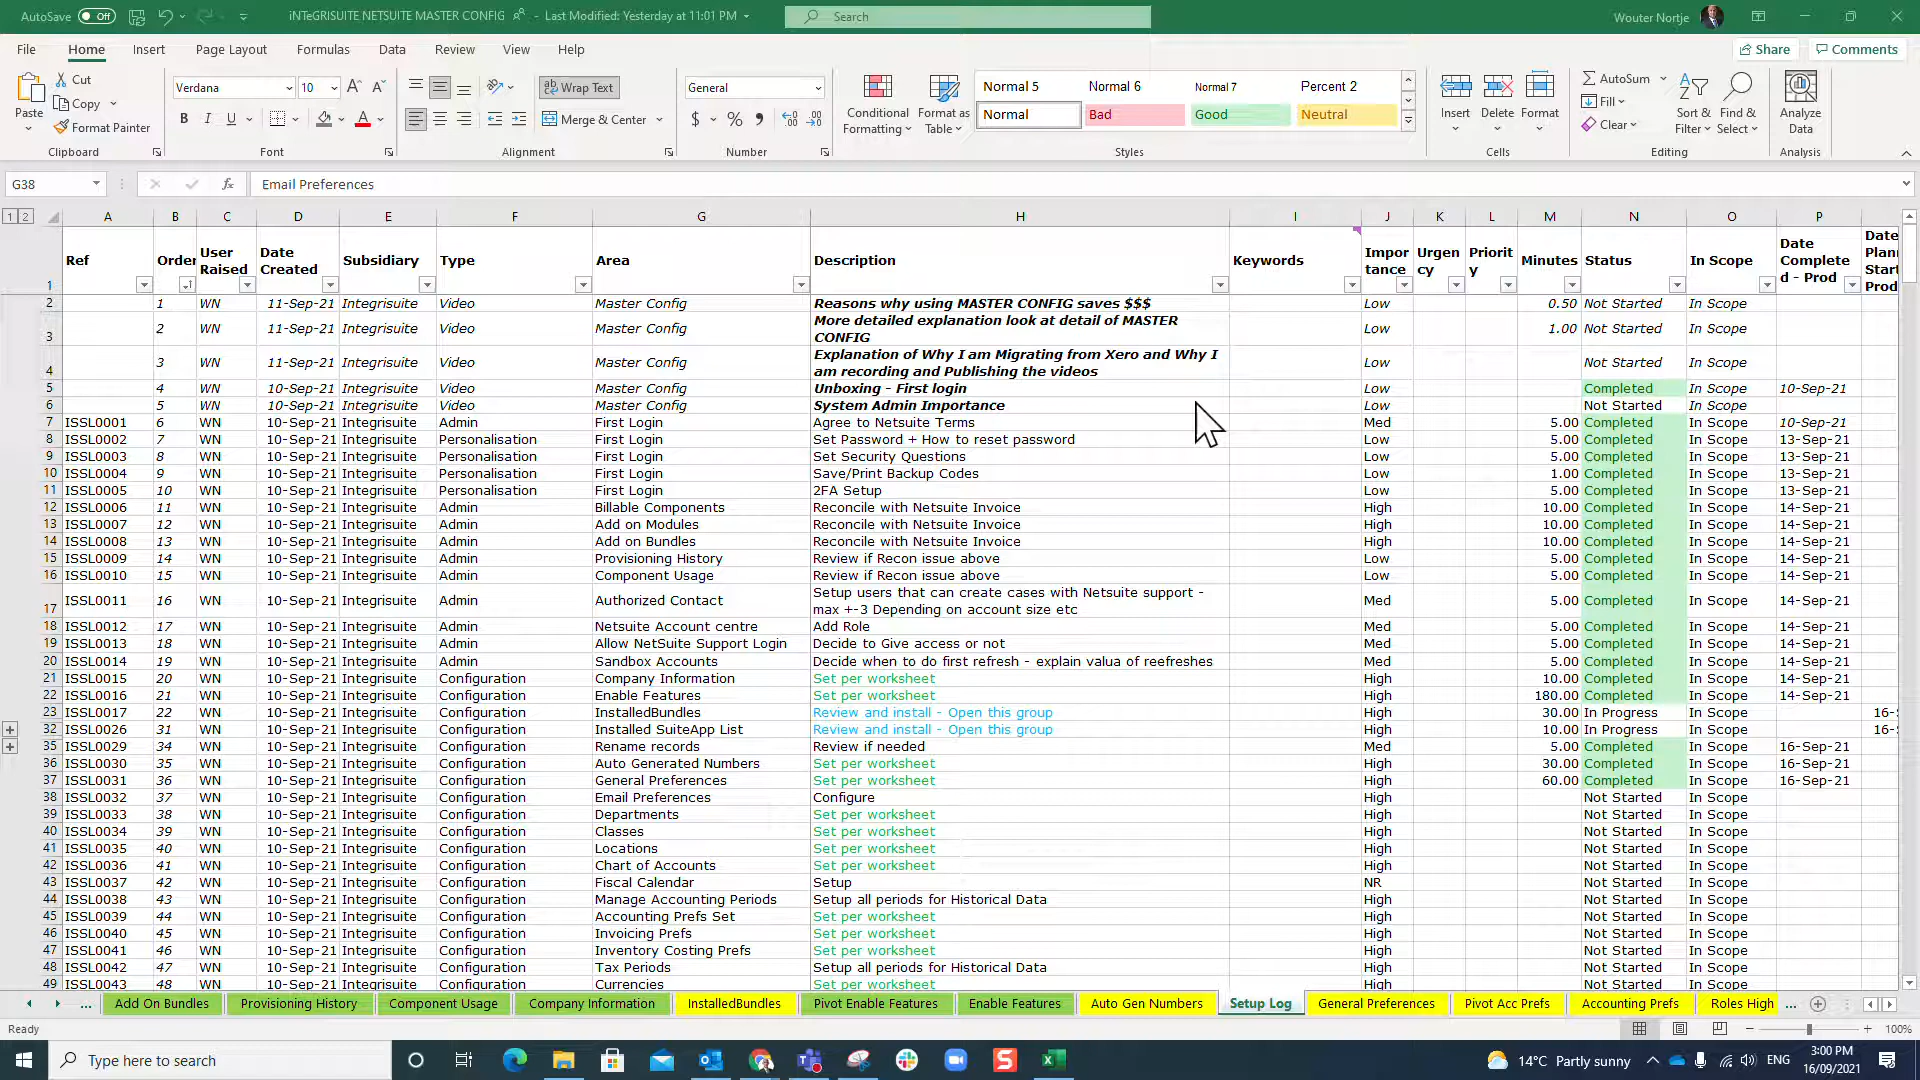 AutoSave Off iNTeGRISUITE NETSUITE MASTER CONFIG - Last Modified: Yesterday at 11:01 PM Search Wouter Nortje
File Home Insert Page Layout Formulas Data Review View Help Share Comments
Paste Cut Copy Format Painter Clipboard
Verdana 10 B I U A A Font
ab Wrap Text Merge & Center Alignment
General $ % Number
Conditional Formatting Format as Table
Normal 5 Normal 6 Normal 7 Percent 2
Normal Bad Good Neutral Styles
Insert Delete Format Cells
AutoSum Fill Clear Sort & Filter Find & Select Editing
Analyze Data Analysis
G38 fx Email Preferences
1 2 A B C D E F G H I J K L M N O P
1 Ref Order User Raised Date Created Subsidiary Type Area Description Keywords Impor tance Urgen cy Priorit y Minutes Status In Scope Date Complete d - Prod Date Plan Start Prod
2 1 WN 11-Sep-21 Integrisuite Video Master Config Reasons why using MASTER CONFIG saves $$$ Low 0.50 Not Started In Scope
3 2 WN 11-Sep-21 Integrisuite Video Master Config More detailed explanation look at detail of MASTER CONFIG Low 1.00 Not Started In Scope
4 3 WN 11-Sep-21 Integrisuite Video Master Config Explanation of Why I am Migrating from Xero and Why I am recording and Publishing the videos Low Not Started In Scope
5 4 WN 10-Sep-21 Integrisuite Video Master Config Unboxing - First login Low Completed In Scope 10-Sep-21
6 5 WN 10-Sep-21 Integrisuite Video Master Config System Admin Importance Low Not Started In Scope
7 ISSL0001 6 WN 10-Sep-21 Integrisuite Admin First Login Agree to Netsuite Terms Med 5.00 Completed In Scope 10-Sep-21
8 ISSL0002 7 WN 10-Sep-21 Integrisuite Personalisation First Login Set Password + How to reset password Low 5.00 Completed In Scope 13-Sep-21
9 ISSL0003 8 WN 10-Sep-21 Integrisuite Personalisation First Login Set Security Questions Low 5.00 Completed In Scope 13-Sep-21
10 ISSL0004 9 WN 10-Sep-21 Integrisuite Personalisation First Login Save/Print Backup Codes Low 1.00 Completed In Scope 13-Sep-21
11 ISSL0005 10 WN 10-Sep-21 Integrisuite Personalisation First Login 2FA Setup Low 5.00 Completed In Scope 13-Sep-21
12 ISSL0006 11 WN 10-Sep-21 Integrisuite Admin Billable Components Reconcile with Netsuite Invoice High 10.00 Completed In Scope 14-Sep-21
13 ISSL0007 12 WN 10-Sep-21 Integrisuite Admin Add on Modules Reconcile with Netsuite Invoice High 10.00 Completed In Scope 14-Sep-21
14 ISSL0008 13 WN 10-Sep-21 Integrisuite Admin Add on Bundles Reconcile with Netsuite Invoice High 10.00 Completed In Scope 14-Sep-21
15 ISSL0009 14 WN 10-Sep-21 Integrisuite Admin Provisioning History Review if Recon issue above Low 5.00 Completed In Scope 14-Sep-21
16 ISSL0010 15 WN 10-Sep-21 Integrisuite Admin Component Usage Review if Recon issue above Low 5.00 Completed In Scope 14-Sep-21
17 ISSL0011 16 WN 10-Sep-21 Integrisuite Admin Authorized Contact Setup users that can create cases with Netsuite support - max +-3 Depending on account size etc Med 5.00 Completed In Scope 14-Sep-21
18 ISSL0012 17 WN 10-Sep-21 Integrisuite Admin Netsuite Account centre Add Role Med 5.00 Completed In Scope 14-Sep-21
19 ISSL0013 18 WN 10-Sep-21 Integrisuite Admin Allow NetSuite Support Login Decide to Give access or not Med 5.00 Completed In Scope 14-Sep-21
20 ISSL0014 19 WN 10-Sep-21 Integrisuite Admin Sandbox Accounts Decide when to do first refresh - explain valua of reefreshes Med 5.00 Completed In Scope 14-Sep-21
21 ISSL0015 20 WN 10-Sep-21 Integrisuite Configuration Company Information Set per worksheet High 10.00 Completed In Scope 14-Sep-21
22 ISSL0016 21 WN 10-Sep-21 Integrisuite Configuration Enable Features Set per worksheet High 180.00 Completed In Scope 14-Sep-21
23 ISSL0017 22 WN 10-Sep-21 Integrisuite Configuration InstalledBundles Review and install - Open this group High 30.00 In Progress In Scope 16-
32 ISSL0026 31 WN 10-Sep-21 Integrisuite Configuration Installed SuiteApp List Review and install - Open this group High 10.00 In Progress In Scope 16-
35 ISSL0029 34 WN 10-Sep-21 Integrisuite Configuration Rename records Review if needed Med 5.00 Completed In Scope 16-Sep-21
36 ISSL0030 35 WN 10-Sep-21 Integrisuite Configuration Auto Generated Numbers Set per worksheet High 30.00 Completed In Scope 16-Sep-21
37 ISSL0031 36 WN 10-Sep-21 Integrisuite Configuration General Preferences Set per worksheet High 60.00 Completed In Scope 16-Sep-21
38 ISSL0032 37 WN 10-Sep-21 Integrisuite Configuration Email Preferences Configure High Not Started In Scope
39 ISSL0033 38 WN 10-Sep-21 Integrisuite Configuration Departments Set per worksheet High Not Started In Scope
40 ISSL0034 39 WN 10-Sep-21 Integrisuite Configuration Classes Set per worksheet High Not Started In Scope
41 ISSL0035 40 WN 10-Sep-21 Integrisuite Configuration Locations Set per worksheet High Not Started In Scope
42 ISSL0036 41 WN 10-Sep-21 Integrisuite Configuration Chart of Accounts Set per worksheet High Not Started In Scope
43 ISSL0037 42 WN 10-Sep-21 Integrisuite Configuration Fiscal Calendar Setup NR Not Started In Scope
44 ISSL0038 43 WN 10-Sep-21 Integrisuite Configuration Manage Accounting Periods Setup all periods for Historical Data High Not Started In Scope
45 ISSL0039 44 WN 10-Sep-21 Integrisuite Configuration Accounting Prefs Set Set per worksheet High Not Started In Scope
46 ISSL0040 45 WN 10-Sep-21 Integrisuite Configuration Invoicing Prefs Set per worksheet High Not Started In Scope
47 ISSL0041 46 WN 10-Sep-21 Integrisuite Configuration Inventory Costing Prefs Set per worksheet High Not Started In Scope
48 ISSL0042 47 WN 10-Sep-21 Integrisuite Configuration Tax Periods Setup all periods for Historical Data High Not Started In Scope
49 ISSL0043 48 WN 10-Sep-21 Integrisuite Configuration Currencies Set per worksheet High Not Started In Scope
... Add On Bundles Provisioning History Component Usage Company Information InstalledBundles Pivot Enable Features Enable Features Auto Gen Numbers Setup Log General Preferences Pivot Acc Prefs Accounting Prefs Roles High ...
Ready 100%
Type here to search 14°C Partly sunny ENG 3:00 PM
16/09/2021